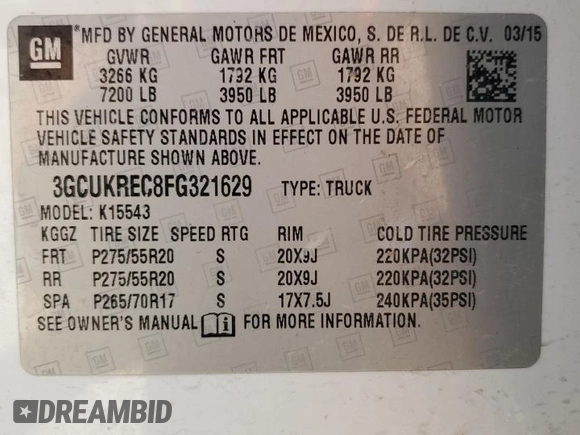 GM *MFD BY GENERAL MOTORS DE MEXICO, S. DE R.L. DE C.V. 03/15
GVWR GAWR FRT GAWR RR
3266 KG 1732 KG 1792 KG
7200 LB 3950 LB 3950 LB
THIS VEHICLE CONFORMS TO ALL APPLICABLE U.S. FEDERAL MOTOR
VEHICLE SAFETY STANDARDS IN EFFECT ON THE DATE OF
MANUFACTURE SHOWN ABOVE.
3GCUKREC8FG321629 TYPE: TRUCK
MODEL: K15543
KGGZ TIRE SIZE SPEED RTG RIM COLD TIRE PRESSURE
FRT P275/55R20 S 20X9J 220KPA(32PSI)
RR P275/55R20 S 20X9J 220KPA(32PSI)
SPA P265/70R17 S 17X7.5J 240KPA(35PSI)
SEE OWNER'S MANUAL i FOR MORE INFORMATION.
DREAMBID